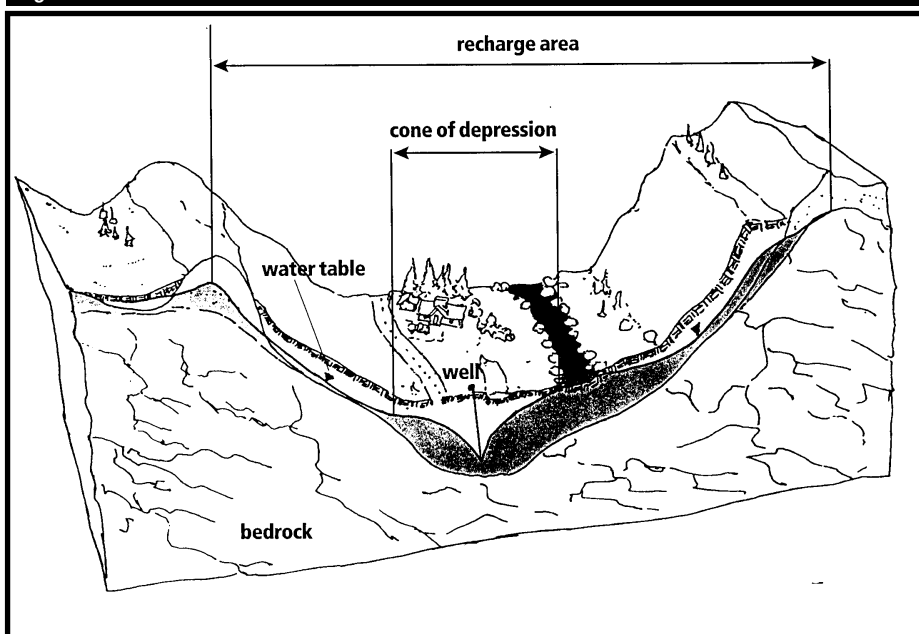 recharge area
cone of depression
water table
well
bedrock